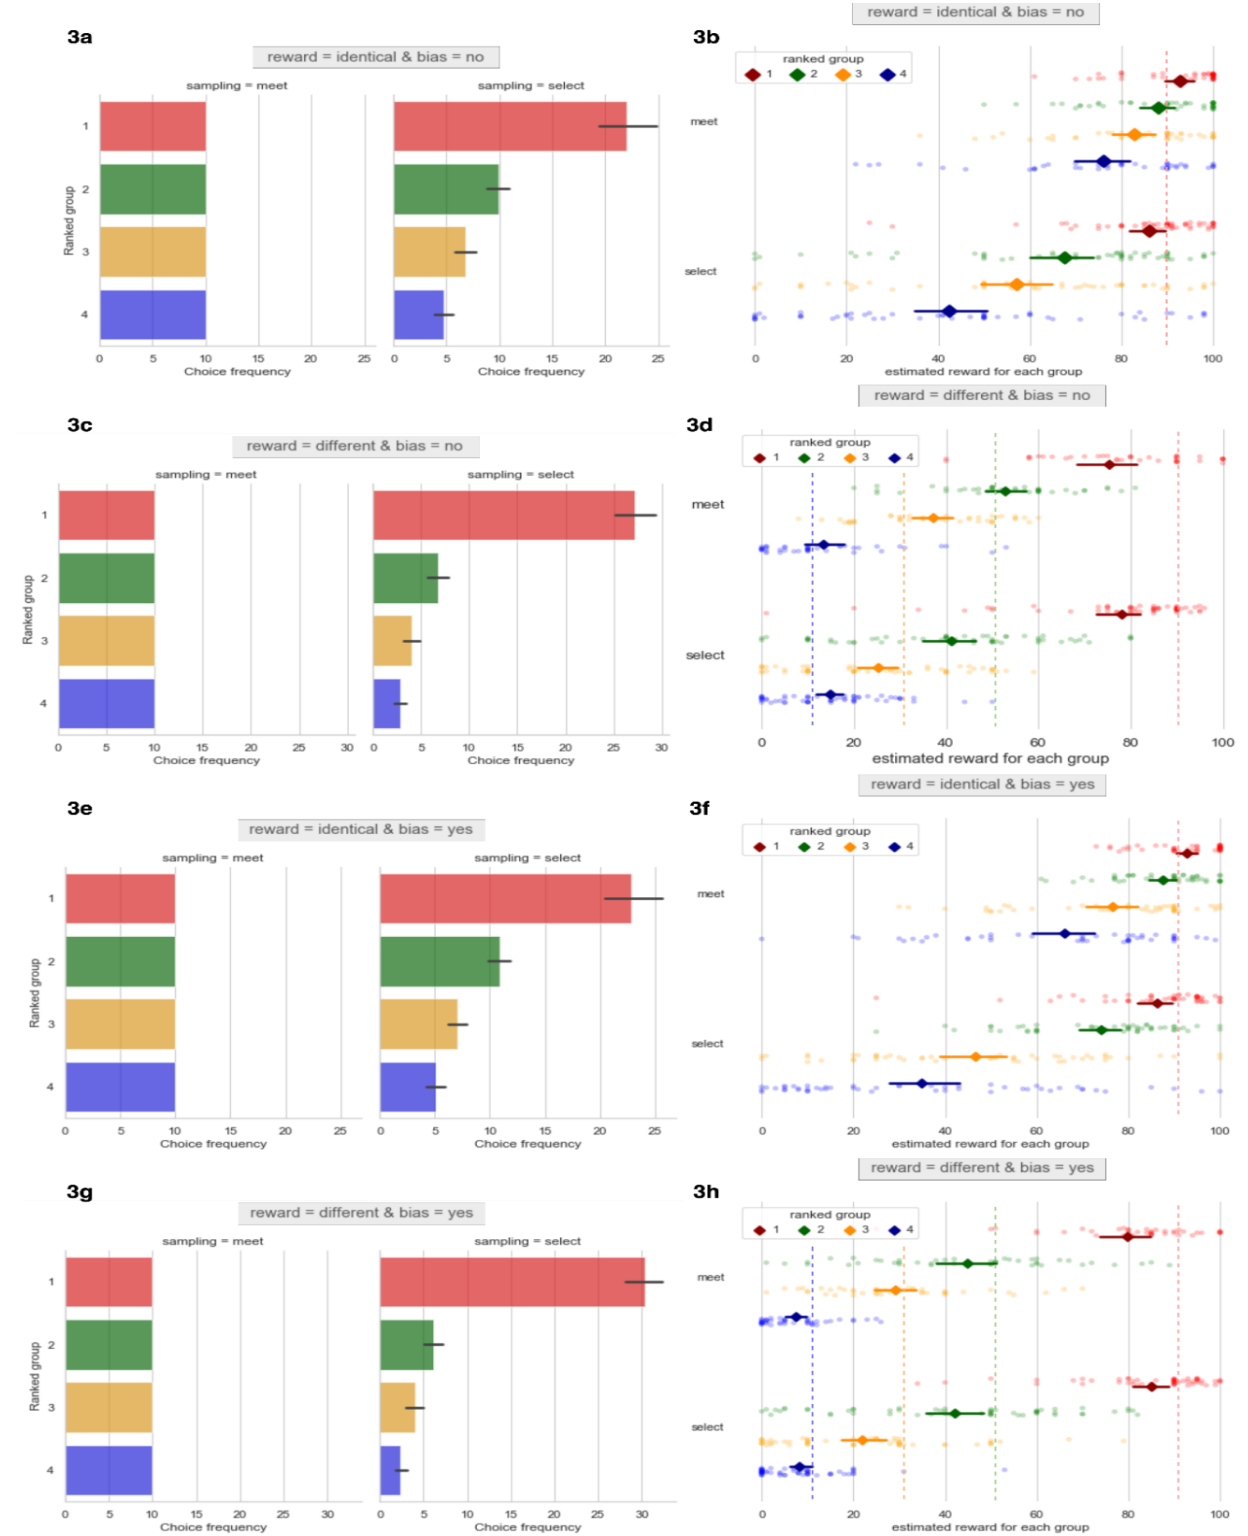 3a
reward = identical & bias = no
sampling = meet
sampling = select
Ranked group
1
2
3
4
0 5 10 15 20 25
0 5 10 15 20 25
Choice frequency
Choice frequency
3b
reward = identical & bias = no
ranked group
1 2 3 4
meet
select
0 20 40 60 80 100
estimated reward for each group
3c
reward = different & bias = no
sampling = meet
sampling = select
Ranked group
1
2
3
4
0 5 10 15 20 25 30
0 5 10 15 20 25 30
Choice frequency
Choice frequency
3d
reward = different & bias = no
ranked group
1 2 3 4
meet
select
0 20 40 60 80 100
estimated reward for each group
3e
reward = identical & bias = yes
sampling = meet
sampling = select
Ranked group
1
2
3
4
0 5 10 15 20 25
0 5 10 15 20 25
Choice frequency
Choice frequency
3f
reward = identical & bias = yes
ranked group
1 2 3 4
meet
select
0 20 40 60 80 100
estimated reward for each group
3g
reward = different & bias = yes
sampling = meet
sampling = select
Ranked group
1
2
3
4
0 5 10 15 20 25 30
0 5 10 15 20 25 30
Choice frequency
Choice frequency
3h
reward = different & bias = yes
ranked group
1 2 3 4
meet
select
0 20 40 60 80 100
estimated reward for each group